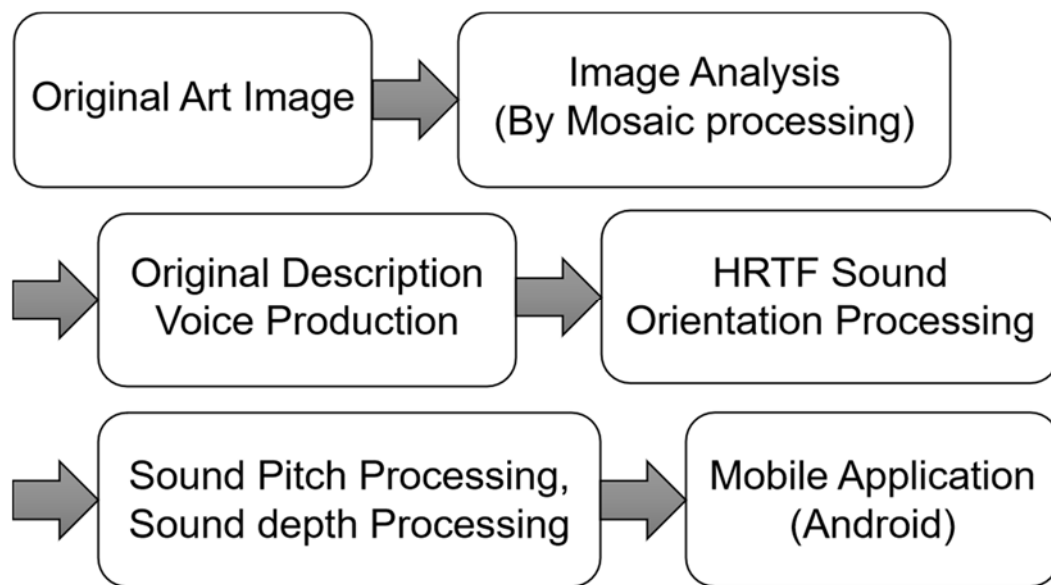 Original Art Image
Image Analysis
(By Mosaic processing)
Original Description
Voice Production
HRTF Sound
Orientation Processing
Sound Pitch Processing,
Sound depth Processing
Mobile Application
(Android)